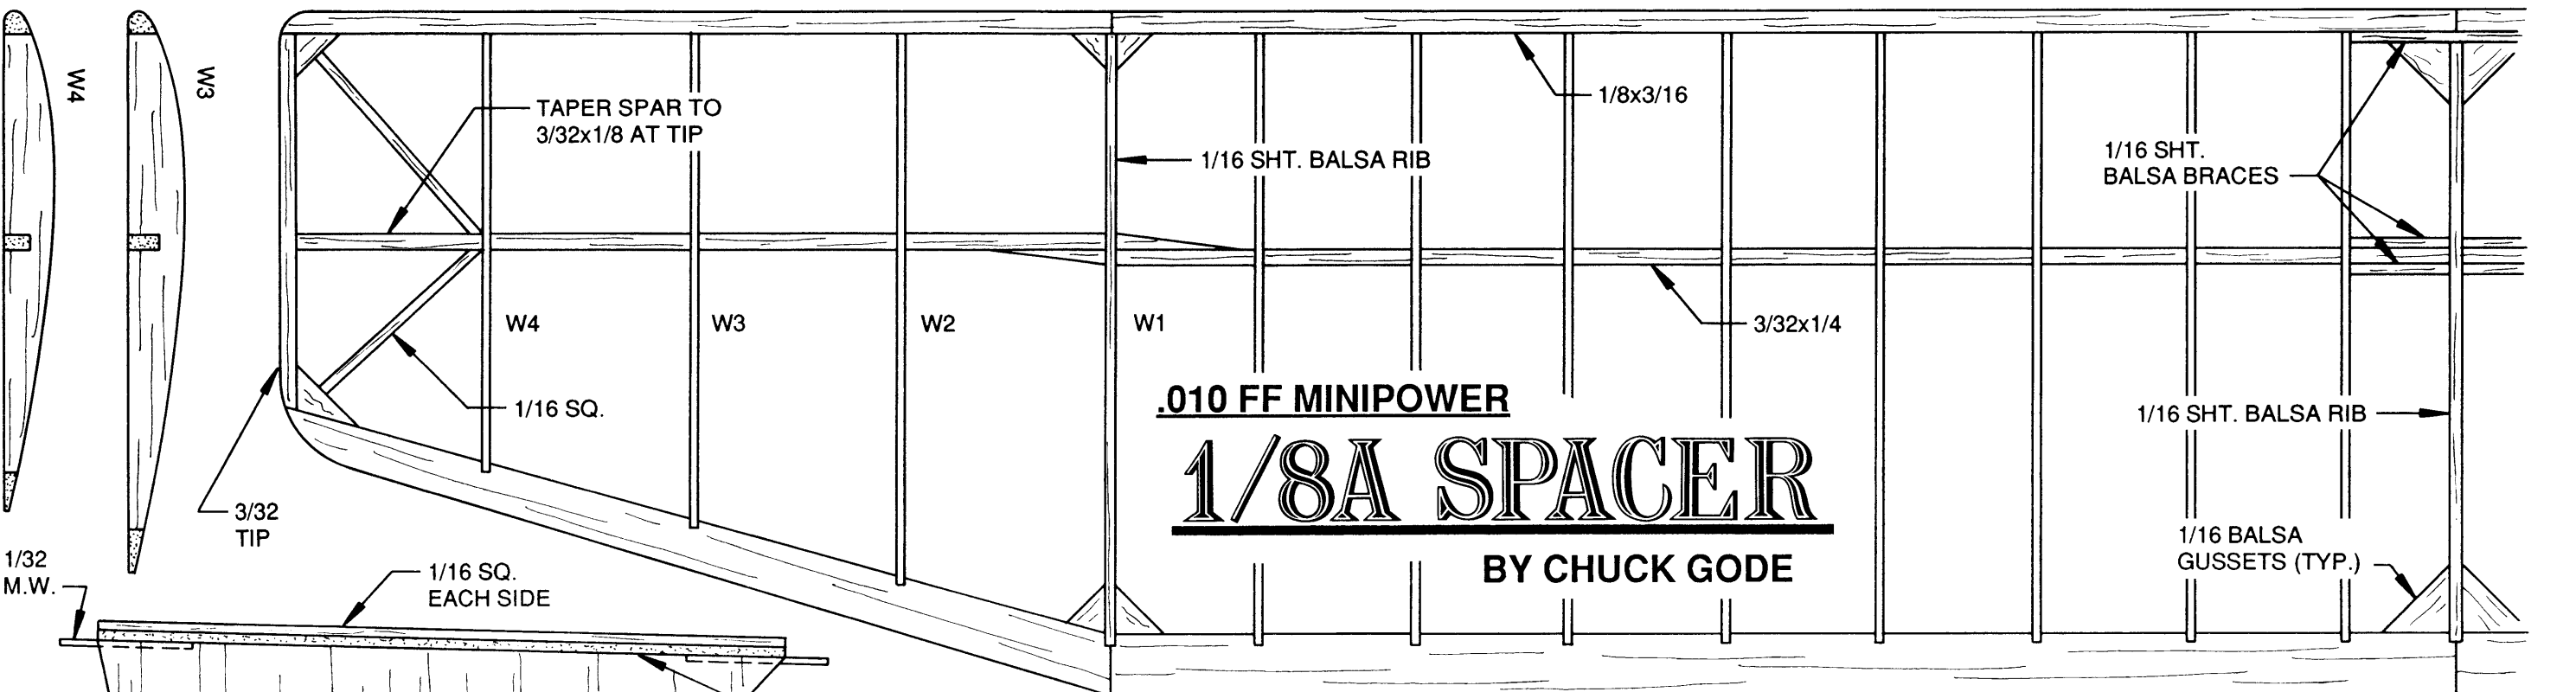 W4
W3
TAPER SPAR TO
3/32x1/8 AT TIP
1/8x3/16
1/16 SHT. BALSA RIB
1/16 SHT.
BALSA BRACES
W4
W3
W2
W1
3/32x1/4
1/16 SQ.
.010 FF MINIPOWER
1/8A SPACER
BY CHUCK GODE
1/16 SHT. BALSA RIB
3/32
TIP
1/16 BALSA
GUSSETS (TYP.)
1/32
M.W.
1/16 SQ.
EACH SIDE